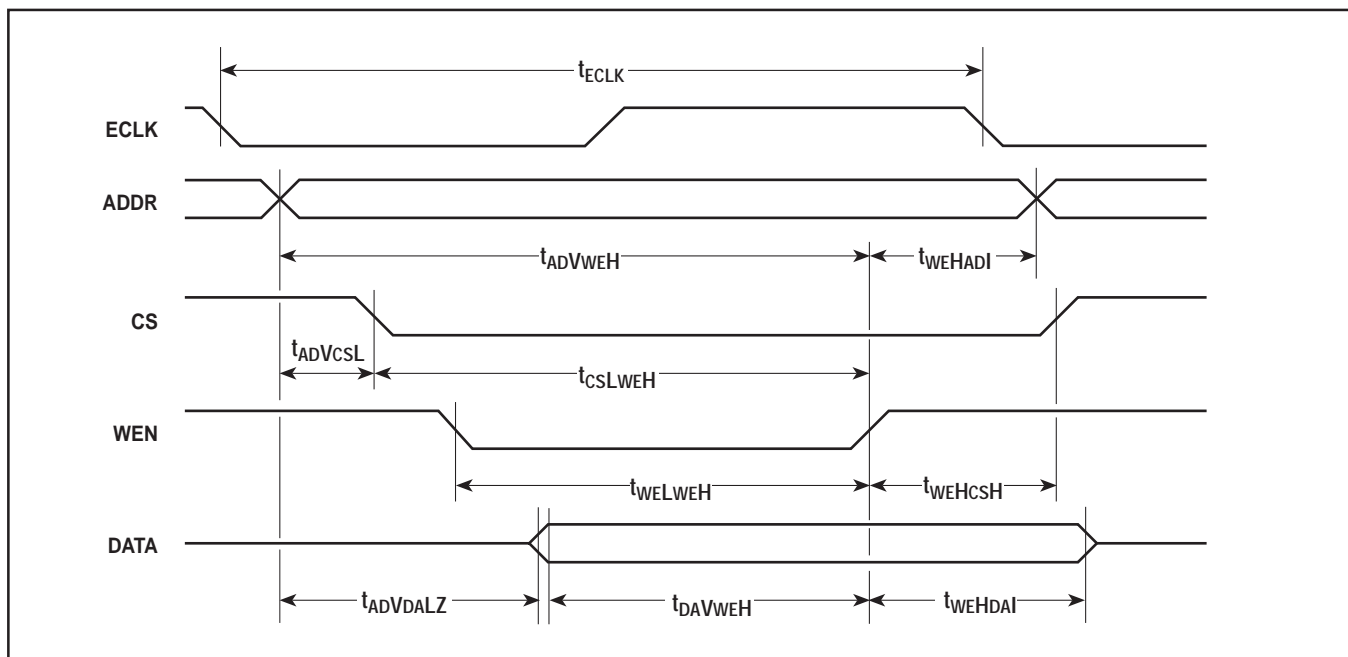 tECLK
ECLK
ADDR
tADVWEH
tWEHADI
CS
tADVCSL
tCSLWEH
WEN
tWELWEH
tWEHCSH
DATA
tADVDALZ
tDAVWEH
tWEHDAI